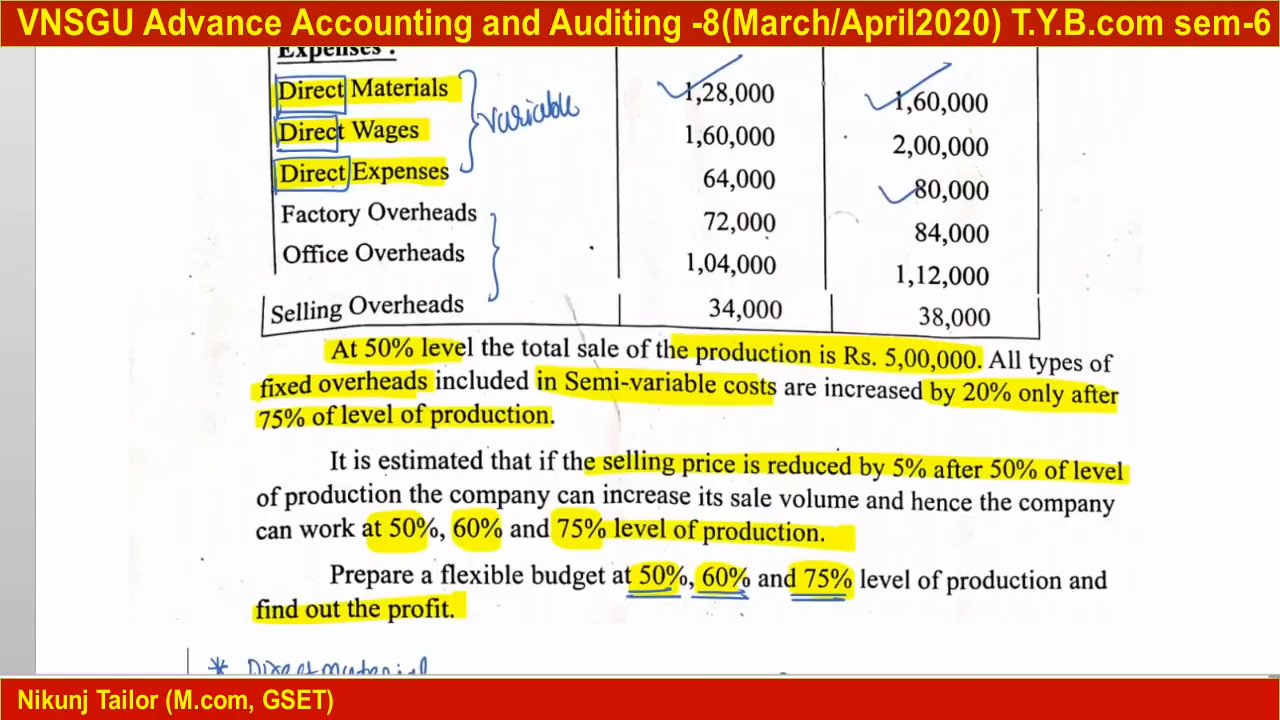 VNSGU Advance Accounting and Auditing -8(March/April2020) T.Y.B.com sem-6
Expenses :
Direct Materials 1,28,000 1,60,000
Variable
Direct Wages 1,60,000 2,00,000
Direct Expenses 64,000 80,000
Factory Overheads 72,000 84,000
Office Overheads 1,04,000 1,12,000
Selling Overheads 34,000 38,000
At 50% level the total sale of the production is Rs. 5,00,000. All types of
fixed overheads included in Semi-variable costs are increased by 20% only after
75% of level of production.
It is estimated that if the selling price is reduced by 5% after 50% of level
of production the company can increase its sale volume and hence the company
can work at 50%, 60% and 75% level of production.
Prepare a flexible budget at 50%, 60% and 75% level of production and
find out the profit.
* Direct material
Nikunj Tailor (M.com, GSET)